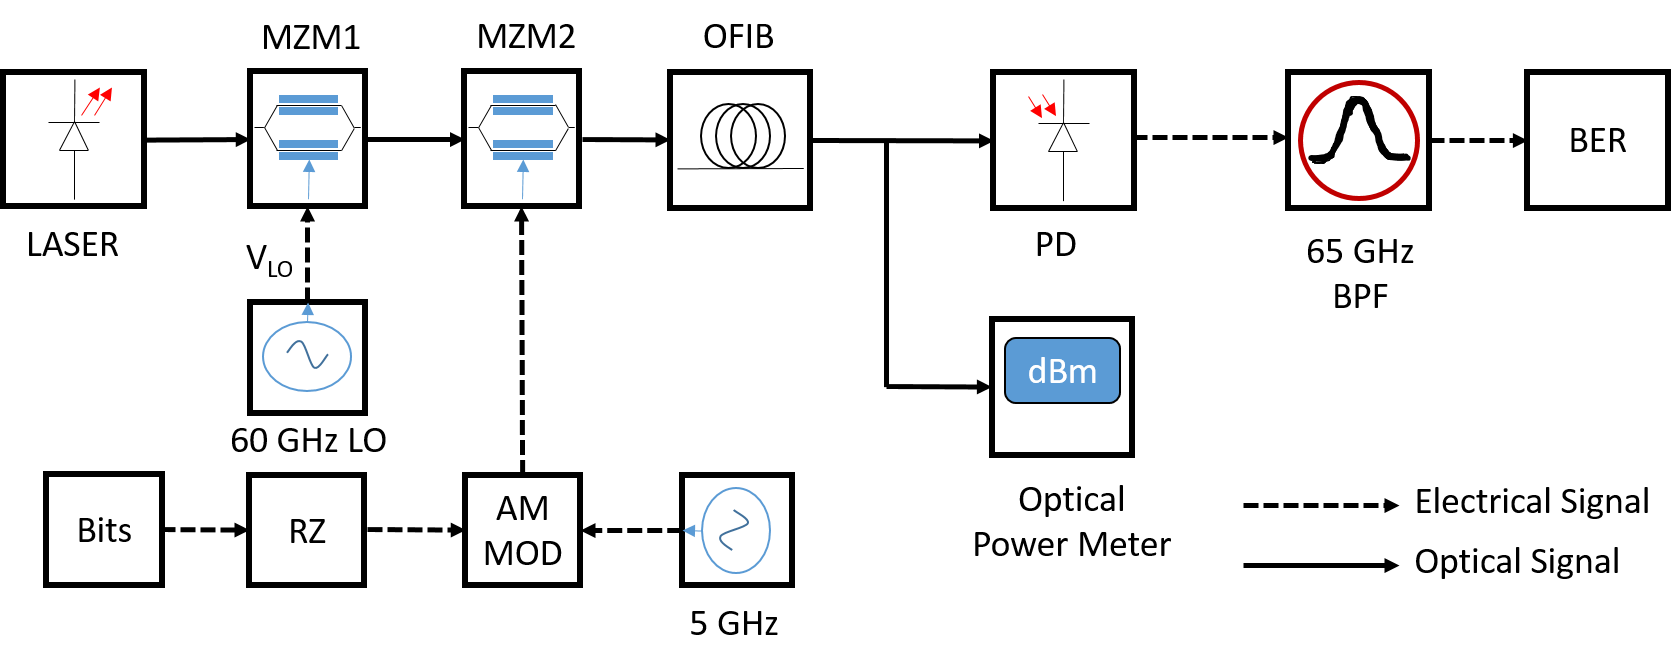 MZM1
MZM2
OFIB
BER
LASER
V_LO
PD
65 GHz
BPF
dBm
60 GHz LO
Bits
RZ
AM
MOD
5 GHz
Optical
Power Meter
Electrical Signal
Optical Signal